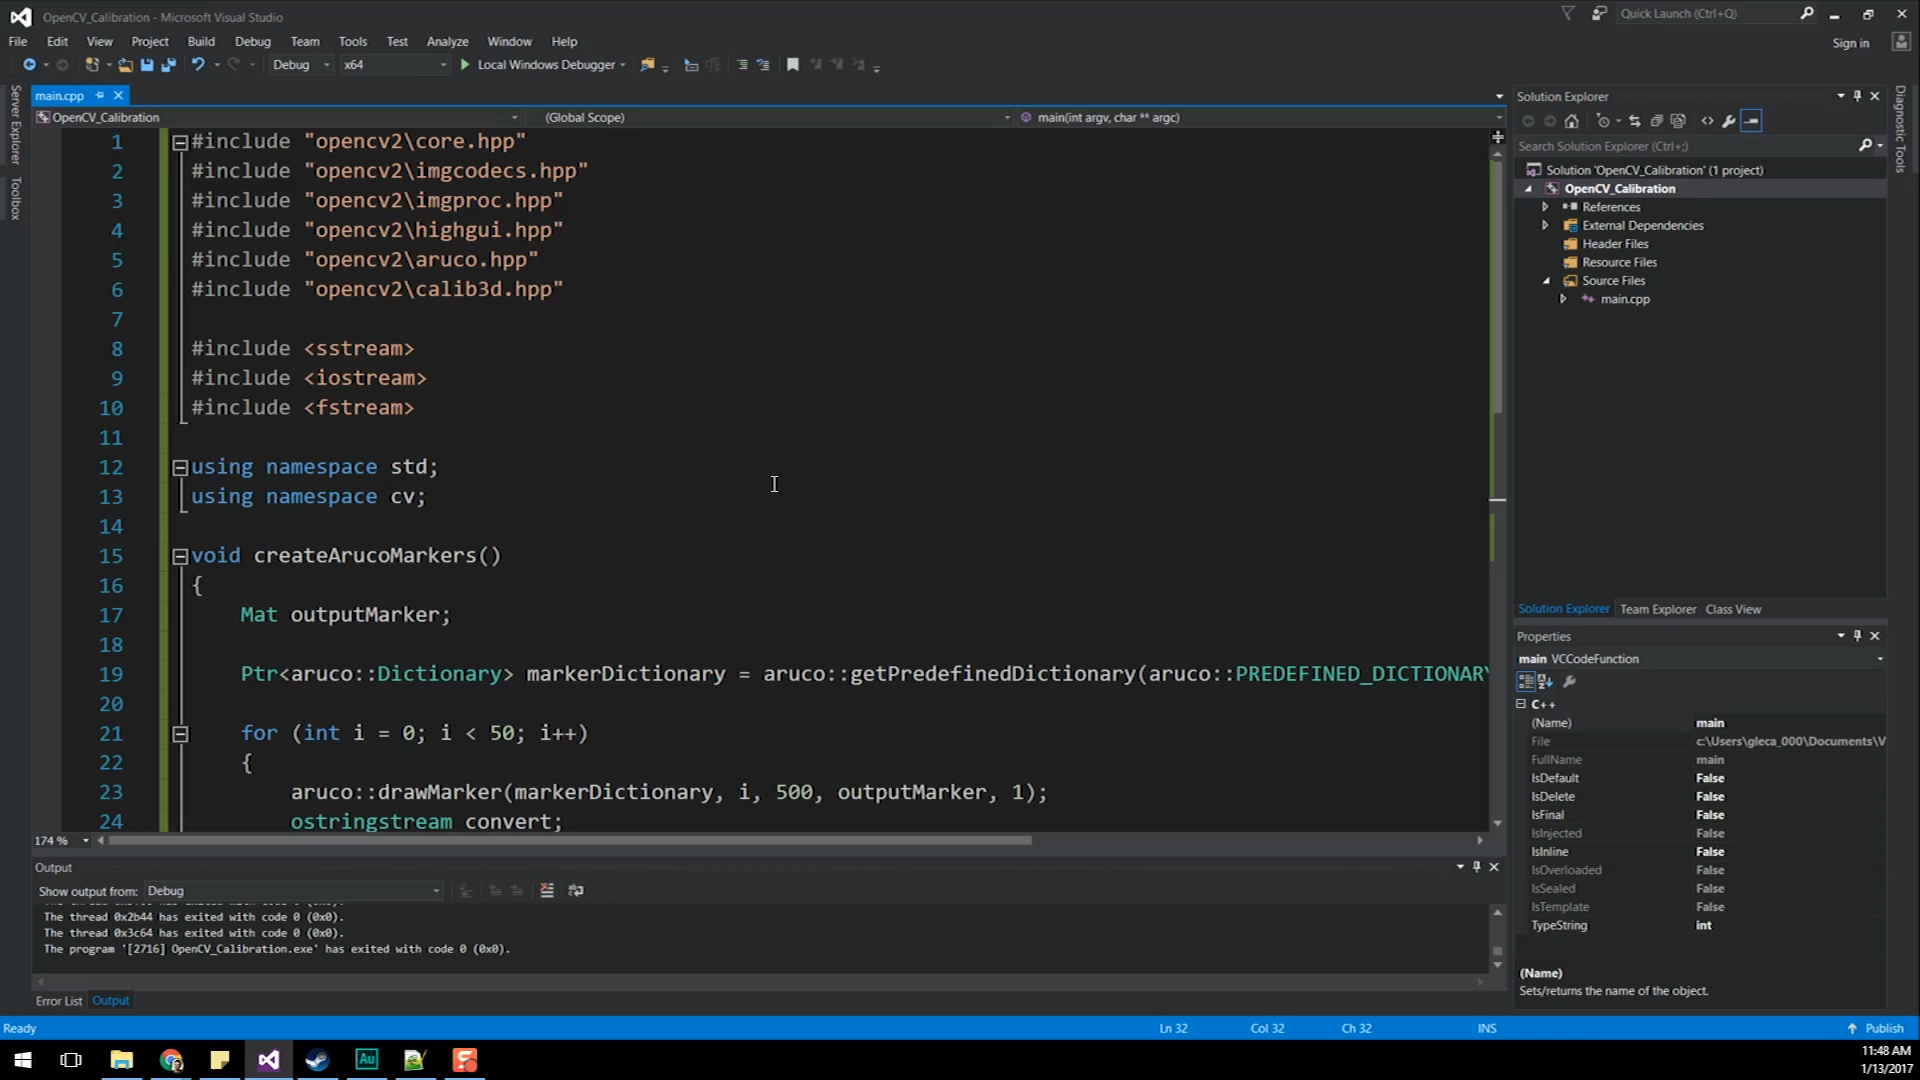 OpenCV_Calibration - Microsoft Visual Studio
Quick Launch (Ctrl+Q)
File Edit View Project Build Debug Team Tools Test Analyze Window Help
Sign in
Debug x64 Local Windows Debugger
Server Explorer
Toolbox
main.cpp
OpenCV_Calibration (Global Scope) main(int argv, char ** argc)
1 #include "opencv2\core.hpp"
2 #include "opencv2\imgcodecs.hpp"
3 #include "opencv2\imgproc.hpp"
4 #include "opencv2\highgui.hpp"
5 #include "opencv2\aruco.hpp"
6 #include "opencv2\calib3d.hpp"
7
8 #include <sstream>
9 #include <iostream>
10 #include <fstream>
11
12 using namespace std;
13 using namespace cv;
14
15 void createArucoMarkers()
16 {
17 Mat outputMarker;
18
19 Ptr<aruco::Dictionary> markerDictionary = aruco::getPredefinedDictionary(aruco::PREDEFINED_DICTIONARY
20
21 for (int i = 0; i < 50; i++)
22 {
23 aruco::drawMarker(markerDictionary, i, 500, outputMarker, 1);
24 ostringstream convert;
174 %
Output
Show output from: Debug
The thread 0x2b44 has exited with code 0 (0x0).
The thread 0x3c64 has exited with code 0 (0x0).
The program '[2716] OpenCV_Calibration.exe' has exited with code 0 (0x0).
Error List Output
Solution Explorer
Search Solution Explorer (Ctrl+;)
Solution 'OpenCV_Calibration' (1 project)
OpenCV_Calibration
References
External Dependencies
Header Files
Resource Files
Source Files
main.cpp
Solution Explorer Team Explorer Class View
Properties
main VCCodeFunction
C++
(Name) main
File c:\Users\gleca_000\Documents\V
FullName main
IsDefault False
IsDelete False
IsFinal False
IsInjected False
IsInline False
IsOverloaded False
IsSealed False
IsTemplate False
TypeString int
(Name)
Sets/returns the name of the object.
Diagnostic Tools
Ready Ln 32 Col 32 Ch 32 INS Publish
Au
11:48 AM
1/13/2017